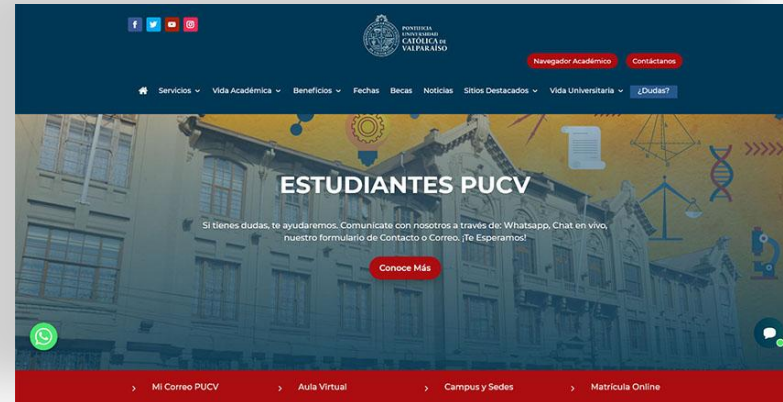 PONTIFICIA
UNIVERSIDAD
CATÓLICA DE
VALPARAÍSO
Navegador Académico
Contáctanos
Servicios
Vida Académica
Beneficios
Fechas
Becas
Noticias
Sitios Destacados
Vida Universitaria
¿Dudas?
ESTUDIANTES PUCV
Si tienes dudas, te ayudaremos. Comunícate con nosotros a través de: Whatsapp, Chat en vivo,
nuestro formulario de Contacto o Correo. ¡Te Esperamos!
Conoce Más
Mi Correo PUCV
Aula Virtual
Campus y Sedes
Matrícula Online